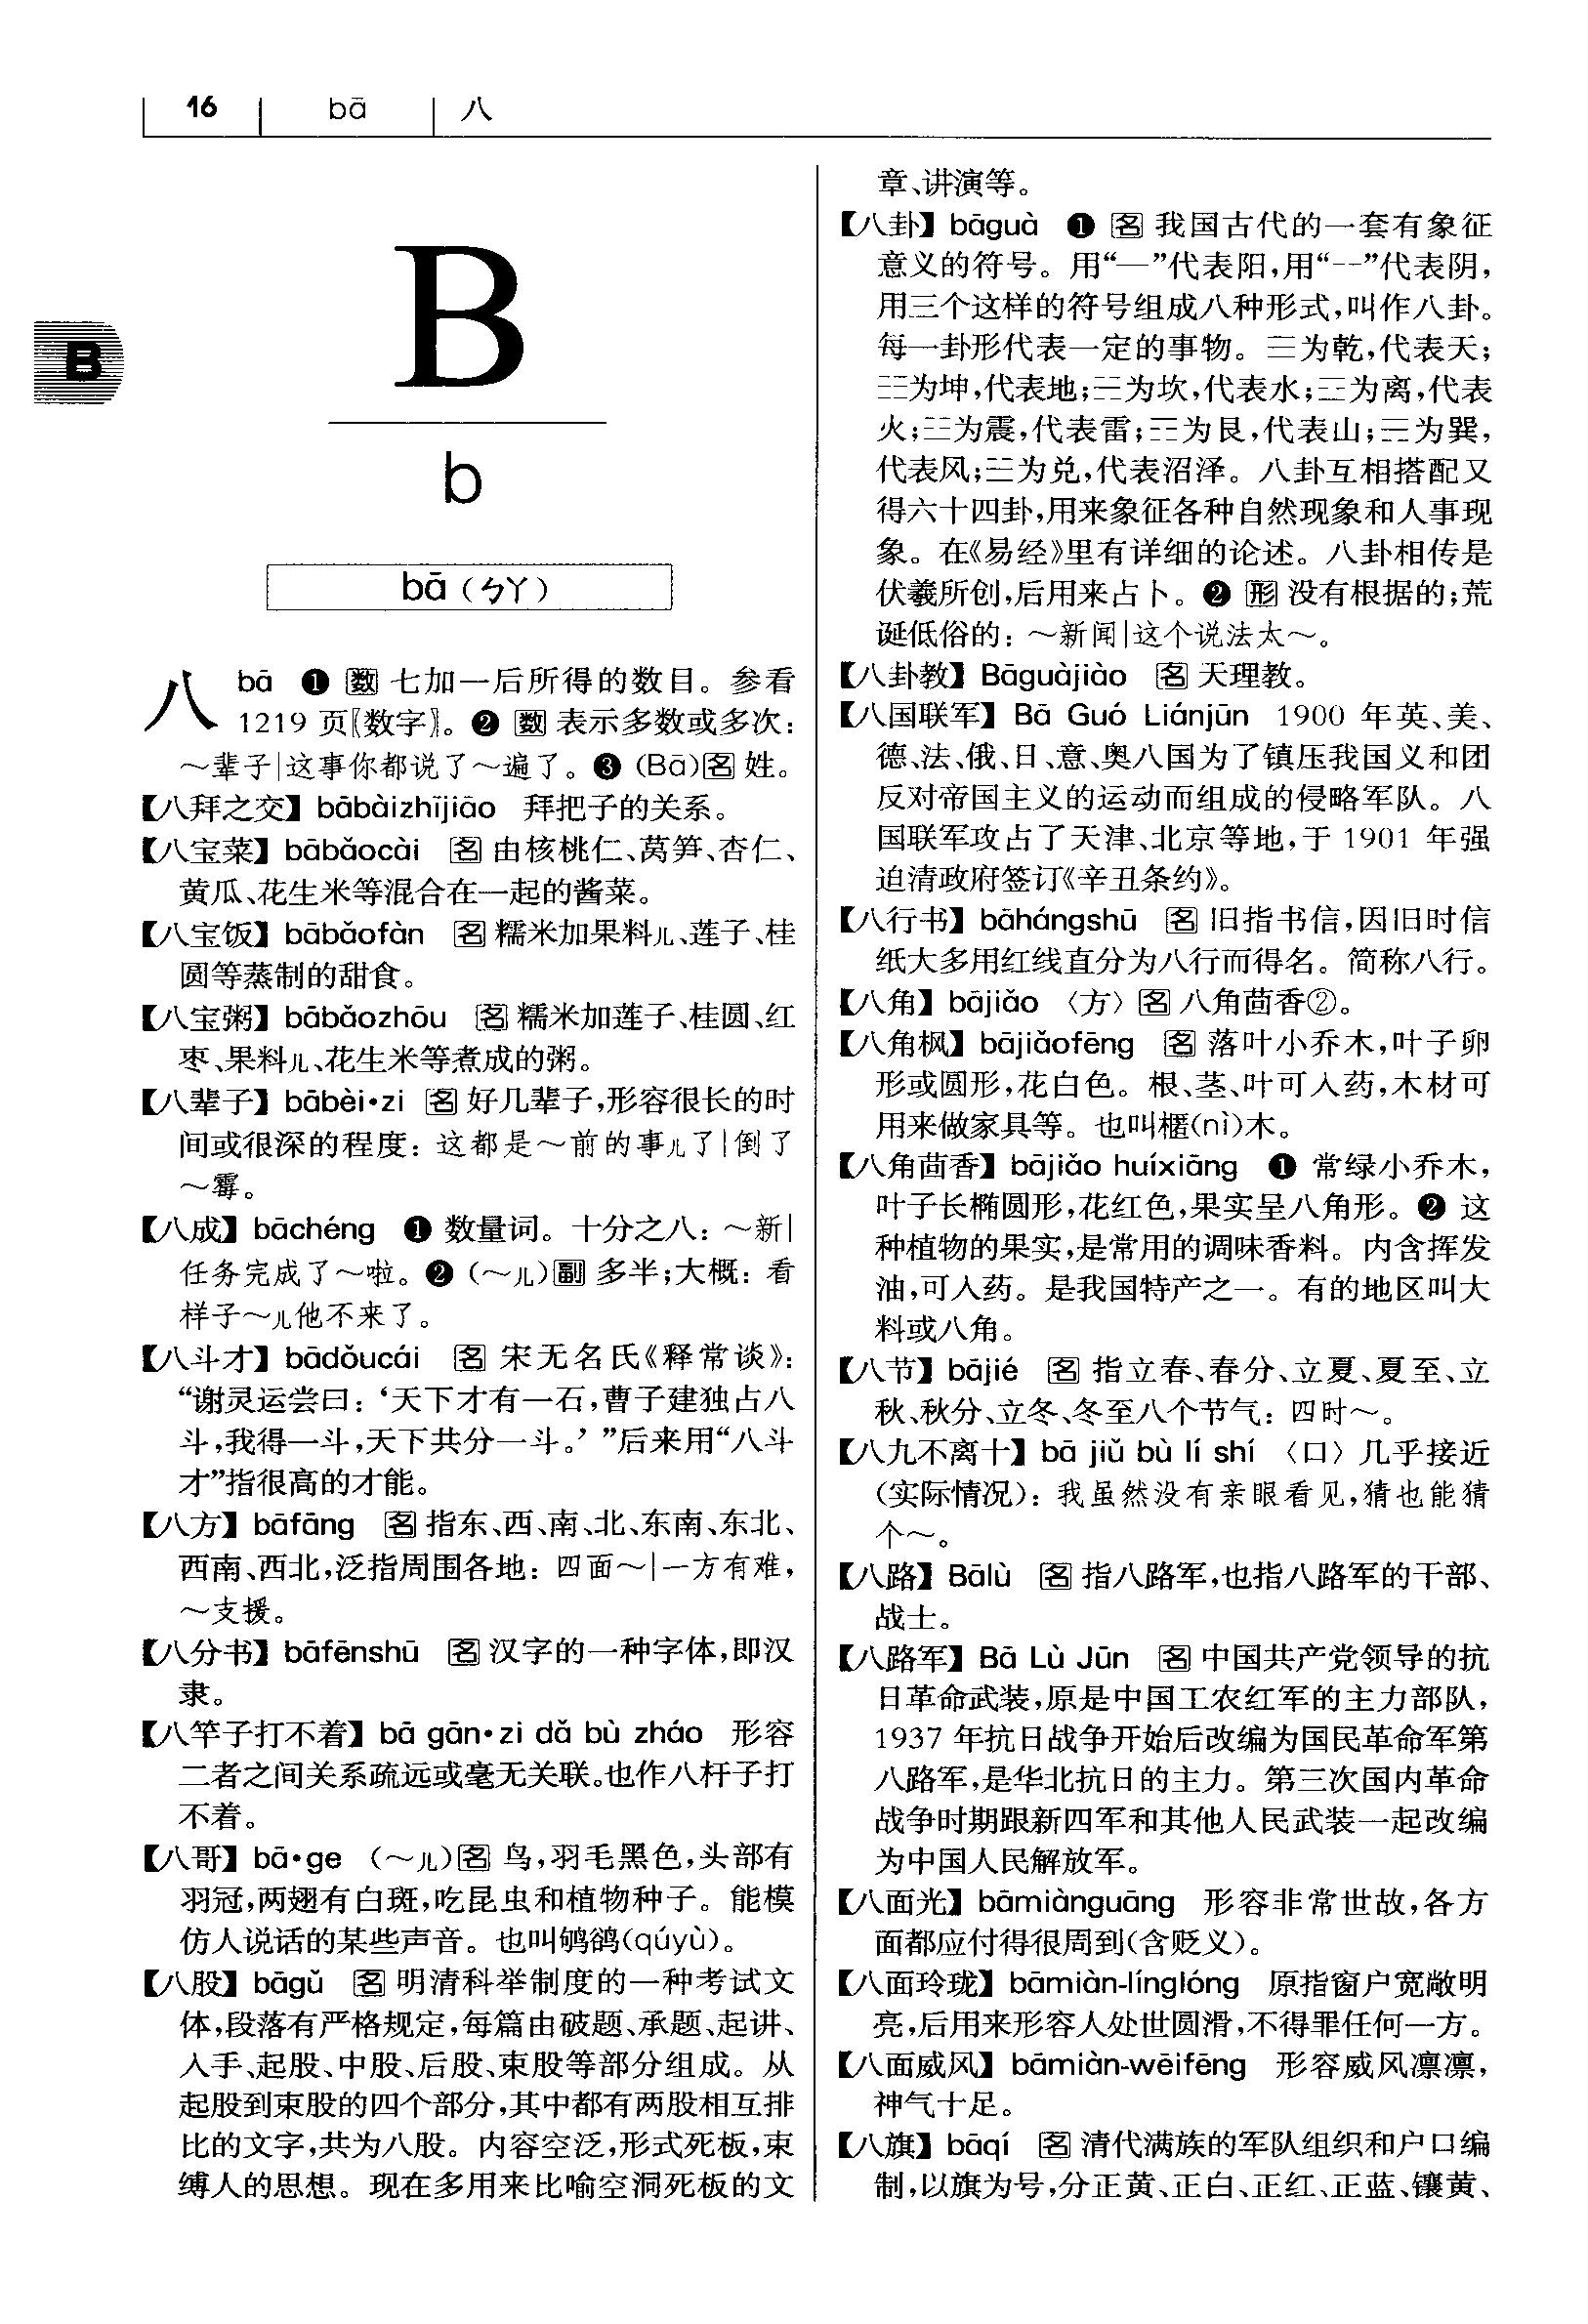 16 bā 八
B
B
b
bā(ㄅㄚ)
八 bā ❶ 数 七加一后所得的数目。参看
1219 页〖数字〗。❷ 数 表示多数或多次：
～辈子|这事你都说了～遍了。❸ (Bā)名 姓。
【八拜之交】bābàizhījiāo 拜把子的关系。
【八宝菜】bābǎocài 名 由核桃仁、莴笋、杏仁、
黄瓜、花生米等混合在一起的酱菜。
【八宝饭】bābǎofàn 名 糯米加果料儿、莲子、桂
圆等蒸制的甜食。
【八宝粥】bābǎozhōu 名 糯米加莲子、桂圆、红
枣、果料儿、花生米等煮成的粥。
【八辈子】bābèi·zi 名 好几辈子，形容很长的时
间或很深的程度：这都是～前的事儿了|倒了
～霉。
【八成】bāchéng ❶ 数量词。十分之八：～新|
任务完成了～啦。❷ (～儿)副 多半；大概：看
样子～儿他不来了。
【八斗才】bādǒucái 名 宋无名氏《释常谈》：
“谢灵运尝曰：‘天下才有一石，曹子建独占八
斗，我得一斗，天下共分一斗。’”后来用“八斗
才”指很高的才能。
【八方】bāfāng 名 指东、西、南、北、东南、东北、
西南、西北，泛指周围各地：四面～|一方有难，
～支援。
【八分书】bāfēnshū 名 汉字的一种字体，即汉
隶。
【八竿子打不着】bā gān·zi dǎ bù zháo 形容
二者之间关系疏远或毫无关联。也作八杆子打
不着。
【八哥】bā·ge (～儿)名 鸟，羽毛黑色，头部有
羽冠，两翅有白斑，吃昆虫和植物种子。能模
仿人说话的某些声音。也叫鸲鹆(qúyù)。
【八股】bāgǔ 名 明清科举制度的一种考试文
体，段落有严格规定，每篇由破题、承题、起讲、
入手、起股、中股、后股、束股等部分组成。从
起股到束股的四个部分，其中都有两股相互排
比的文字，共为八股。内容空泛，形式死板，束
缚人的思想。现在多用来比喻空洞死板的文
章、讲演等。
【八卦】bāguà ❶ 名 我国古代的一套有象征
意义的符号。用“—”代表阳，用“--”代表阴，
用三个这样的符号组成八种形式，叫作八卦。
每一卦形代表一定的事物。☰为乾，代表天；
☷为坤，代表地；☵为坎，代表水；☲为离，代表
火；☳为震，代表雷；☶为艮，代表山；☴为巽，
代表风；☱为兑，代表沼泽。八卦互相搭配又
得六十四卦，用来象征各种自然现象和人事现
象。在《易经》里有详细的论述。八卦相传是
伏羲所创，后用来占卜。❷ 形 没有根据的；荒
诞低俗的：～新闻|这个说法太～。
【八卦教】Bāguàjiào 名 天理教。
【八国联军】Bā Guó Liánjūn 1900 年英、美、
德、法、俄、日、意、奥八国为了镇压我国义和团
反对帝国主义的运动而组成的侵略军队。八
国联军攻占了天津、北京等地，于 1901 年强
迫清政府签订《辛丑条约》。
【八行书】bāhángshū 名 旧指书信，因旧时信
纸大多用红线直分为八行而得名。简称八行。
【八角】bājiǎo 〈方〉名 八角茴香②。
【八角枫】bājiǎofēng 名 落叶小乔木，叶子卵
形或圆形，花白色。根、茎、叶可入药，木材可
用来做家具等。也叫櫃(nì)木。
【八角茴香】bājiǎo huíxiāng ❶ 常绿小乔木，
叶子长椭圆形，花红色，果实呈八角形。❷ 这
种植物的果实，是常用的调味香料。内含挥发
油，可入药。是我国特产之一。有的地区叫大
料或八角。
【八节】bājié 名 指立春、春分、立夏、夏至、立
秋、秋分、立冬、冬至八个节气：四时～。
【八九不离十】bā jiǔ bù lí shí 〈口〉几乎接近
(实际情况)：我虽然没有亲眼看见，猜也能猜
个～。
【八路】Bālù 名 指八路军，也指八路军的干部、
战士。
【八路军】Bā Lù Jūn 名 中国共产党领导的抗
日革命武装，原是中国工农红军的主力部队，
1937 年抗日战争开始后改编为国民革命军第
八路军，是华北抗日的主力。第三次国内革命
战争时期跟新四军和其他人民武装一起改编
为中国人民解放军。
【八面光】bāmiànguāng 形容非常世故，各方
面都应付得很周到(含贬义)。
【八面玲珑】bāmiàn-línglóng 原指窗户宽敞明
亮，后用来形容人处世圆滑，不得罪任何一方。
【八面威风】bāmiàn-wēifēng 形容威风凛凛，
神气十足。
【八旗】bāqí 名 清代满族的军队组织和户口编
制，以旗为号，分正黄、正白、正红、正蓝、镶黄、